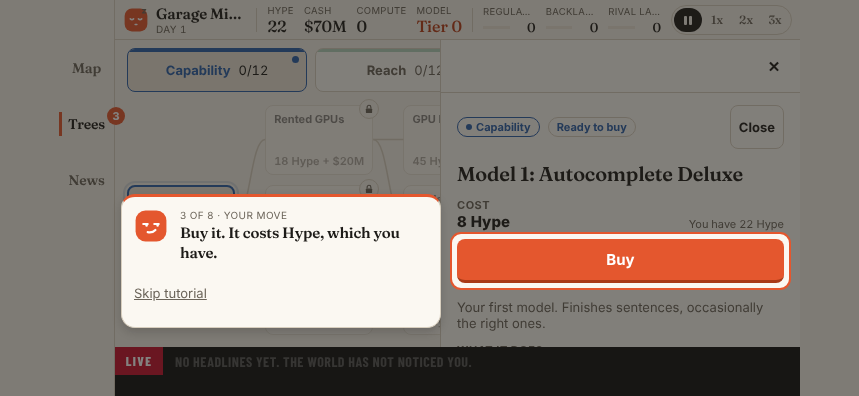 Garage Mi...
DAY 1
HYPE
22
CASH
$70M
COMPUTE
0
MODEL
Tier 0
REGULA...
0
BACKLA...
0
RIVAL LA...
0
1x
2x
3x
Map
Trees
3
News
Capability 0/12
Reach 0/12
Rented GPUs
18 Hype + $20M
GPU
45 Hy
3 OF 8 · YOUR MOVE
Buy it. It costs Hype, which you
have.
Skip tutorial
Capability
Ready to buy
Close
Model 1: Autocomplete Deluxe
COST
8 Hype
You have 22 Hype
Buy
Your first model. Finishes sentences, occasionally
the right ones.
LIVE
NO HEADLINES YET. THE WORLD HAS NOT NOTICED YOU.